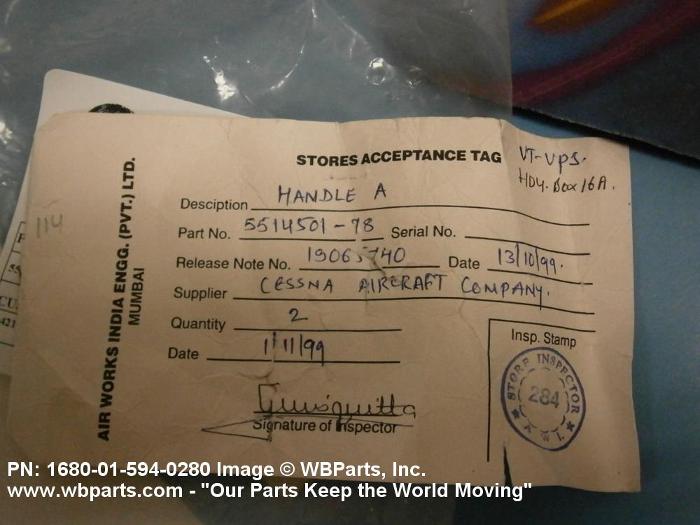 STORES ACCEPTANCE TAG
VT-VPS.
HDY. Box 16A.
114
AIR WORKS INDIA ENGG. (PVT.) LTD.
MUMBAI
Desciption HANDLE A
Part No. 5514501-78 Serial No.
Release Note No. 19065740 Date 13/10/99.
Supplier CESSNA AIRCRAFT COMPANY.
Quantity 2
Date 1/11/99
Signature of Inspector
Insp. Stamp
STORE INSPECTOR
284
PN: 1680-01-594-0280 Image © WBParts, Inc.
www.wbparts.com - "Our Parts Keep the World Moving"